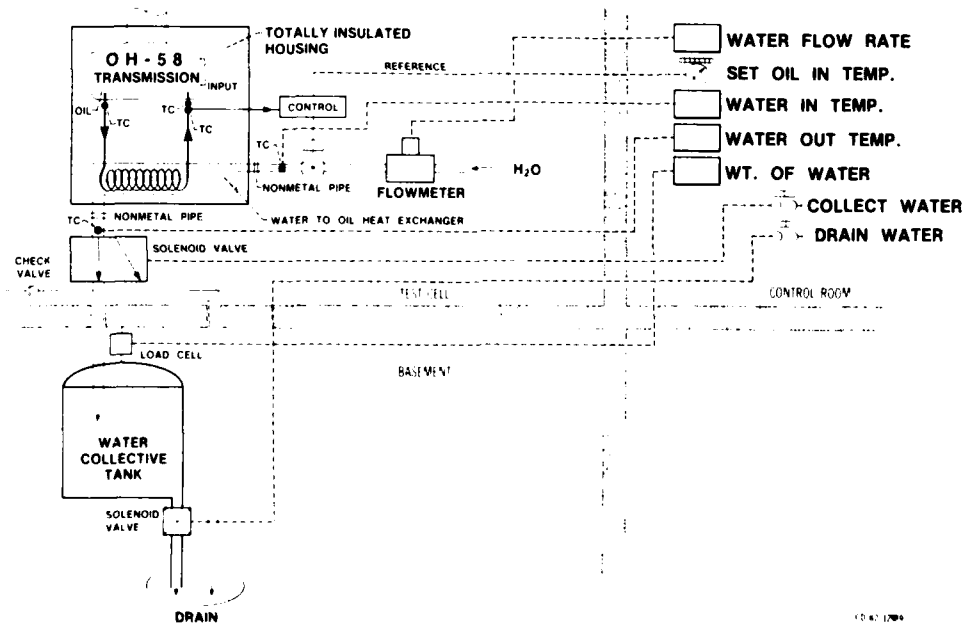 TOTALLY INSULATED
HOUSING
OH-58
TRANSMISSION
INPUT
OIL
TC
TC
TC
REFERENCE
CONTROL
TC
NONMETAL PIPE
FLOWMETER
H₂O
WATER TO OIL HEAT EXCHANGER
WATER FLOW RATE
SET OIL IN TEMP.
WATER IN TEMP.
WATER OUT TEMP.
WT. OF WATER
COLLECT WATER
DRAIN WATER
NONMETAL PIPE
TC
SOLENOID VALVE
CHECK
VALVE
TEST CELL
CONTROL ROOM
LOAD CELL
BASEMENT
WATER
COLLECTIVE
TANK
SOLENOID
VALVE
DRAIN